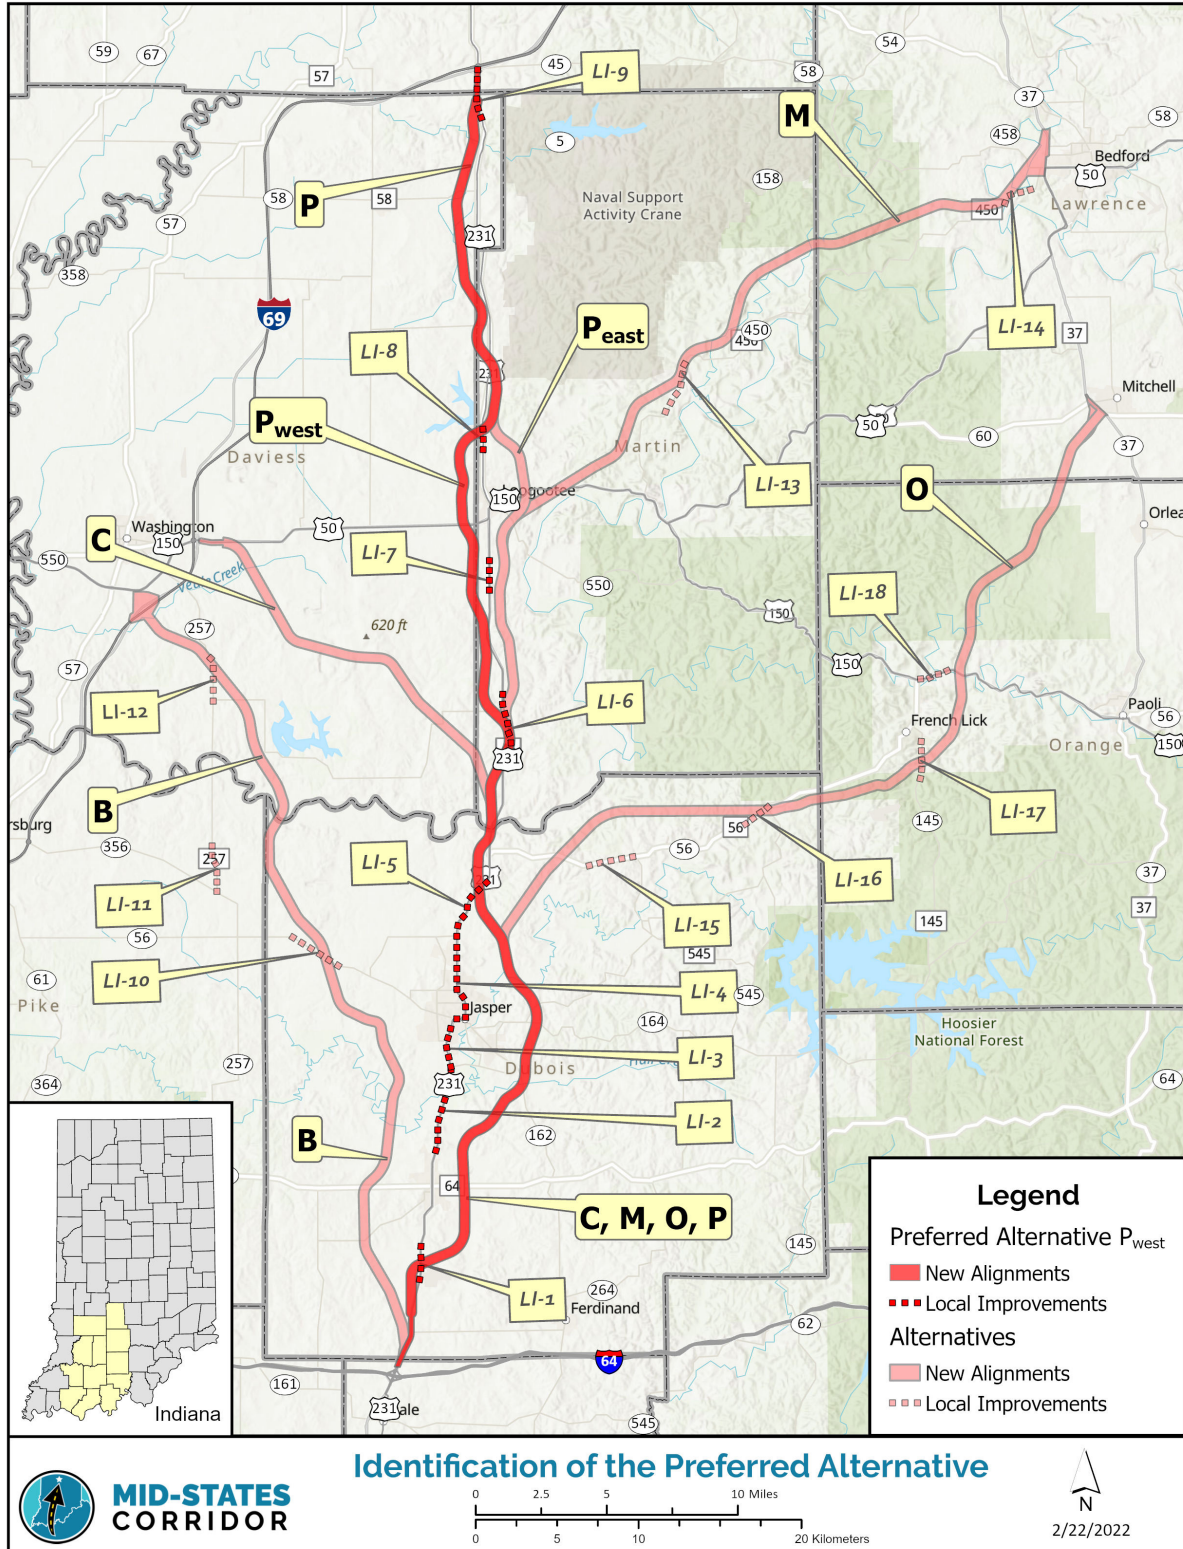 59
67
57
45
LI-9
58
54
37
58
458
M
Bedford
50
Lawrence
5
158
Naval Support
Activity Crane
P
58
58
57
231
450
358
69
LI-14
P east
450
450
37
LI-8
231
Mitchell
50
60
37
P west
Daviess
Martin
LI-13
O
150
Washington
50
150
C
LI-7
550
550
LI-18
150
620 ft
257
150
57
LI-12
LI-6
French Lick
Paoli
56
150
Orange
231
B
LI-17
145
356
257
LI-5
56
56
231
LI-16
37
LI-11
LI-15
145
37
56
545
LI-10
61
LI-4
545
Pike
Jasper
164
Hoosier
National Forest
LI-3
Dubois
257
364
231
64
LI-2
B
162
64
C, M, O, P
145
LI-1
264
Ferdinand
62
64
161
231
545
Indiana
Legend
Preferred Alternative P west
New Alignments
Local Improvements
Alternatives
New Alignments
Local Improvements
Identification of the Preferred Alternative
MID-STATES
CORRIDOR
0 2.5 5 10 Miles
0 5 10 20 Kilometers
N
2/22/2022